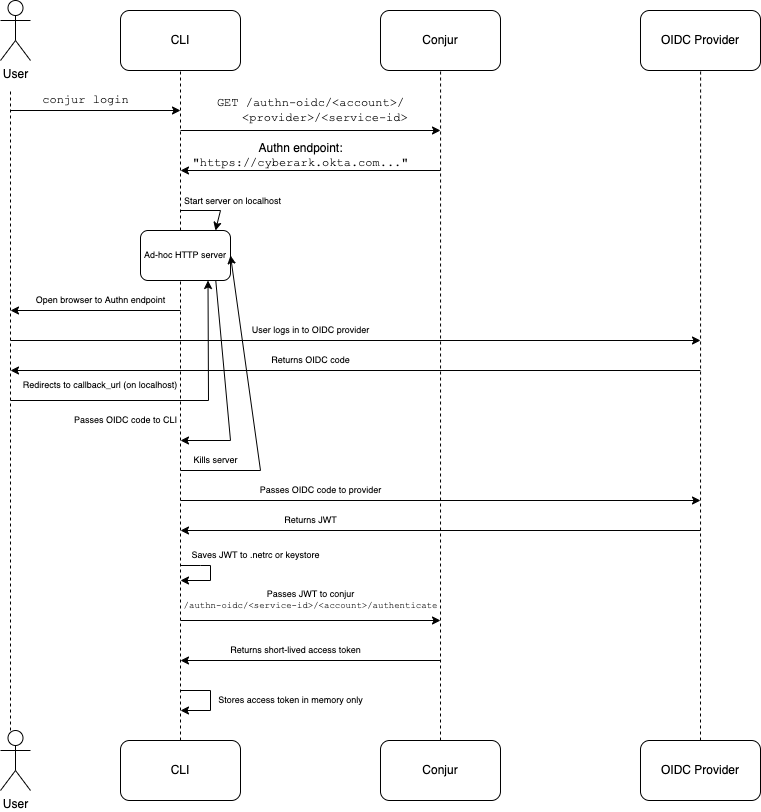 CLI
Conjur
OIDC Provider
User
conjur login
GET /authn-oidc/<account>/
<provider>/<service-id>
Authn endpoint:
"https://cyberark.okta.com..."
Start server on localhost
Ad-hoc HTTP server
Open browser to Authn endpoint
User logs in to OIDC provider
Returns OIDC code
Redirects to callback_url (on localhost)
Passes OIDC code to CLI
Kills server
Passes OIDC code to provider
Returns JWT
Saves JWT to .netrc or keystore
Passes JWT to conjur
/authn-oidc/<service-id>/<account>/authenticate
Returns short-lived access token
Stores access token in memory only
CLI
Conjur
OIDC Provider
User